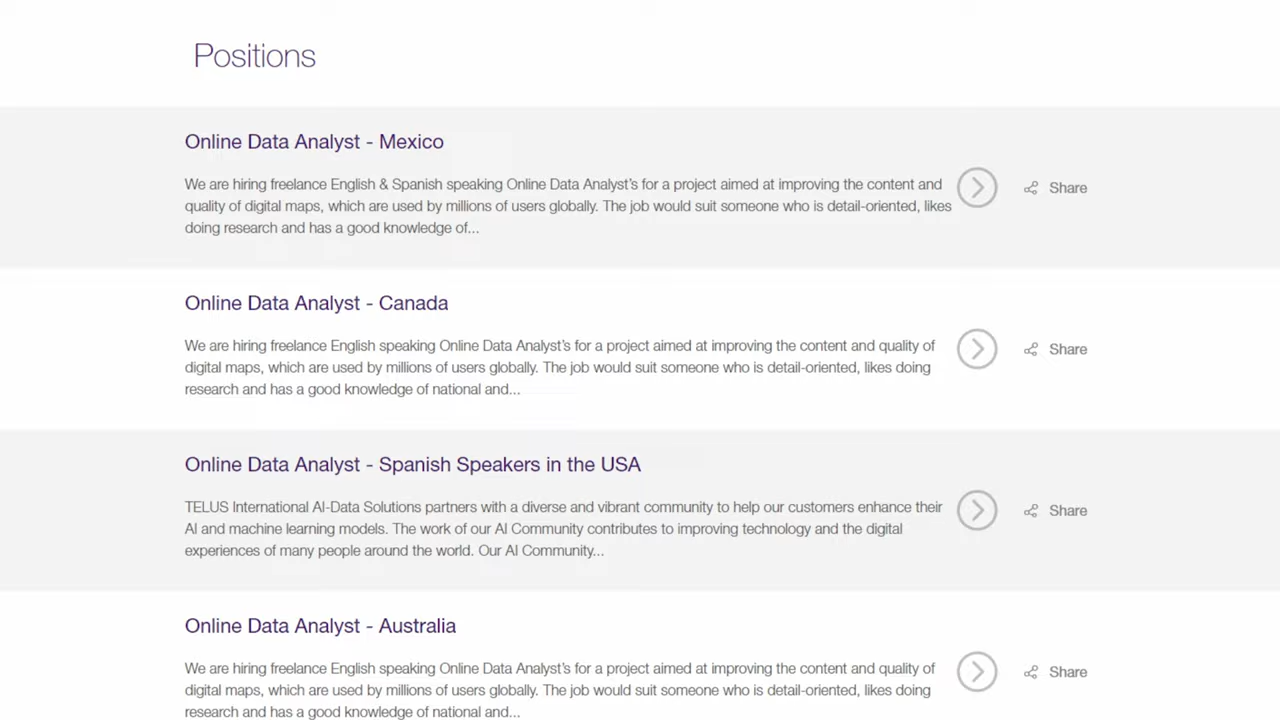 Positions
Online Data Analyst - Mexico
We are hiring freelance English & Spanish speaking Online Data Analyst's for a project aimed at improving the content and
quality of digital maps, which are used by millions of users globally. The job would suit someone who is detail-oriented, likes
doing research and has a good knowledge of...
Share
Online Data Analyst - Canada
We are hiring freelance English speaking Online Data Analyst's for a project aimed at improving the content and quality of
digital maps, which are used by millions of users globally. The job would suit someone who is detail-oriented, likes doing
research and has a good knowledge of national and...
Share
Online Data Analyst - Spanish Speakers in the USA
TELUS International AI-Data Solutions partners with a diverse and vibrant community to help our customers enhance their
AI and machine learning models. The work of our AI Community contributes to improving technology and the digital
experiences of many people around the world. Our AI Community...
Share
Online Data Analyst - Australia
We are hiring freelance English speaking Online Data Analyst's for a project aimed at improving the content and quality of
digital maps, which are used by millions of users globally. The job would suit someone who is detail-oriented, likes doing
research and has a good knowledge of national and...
Share